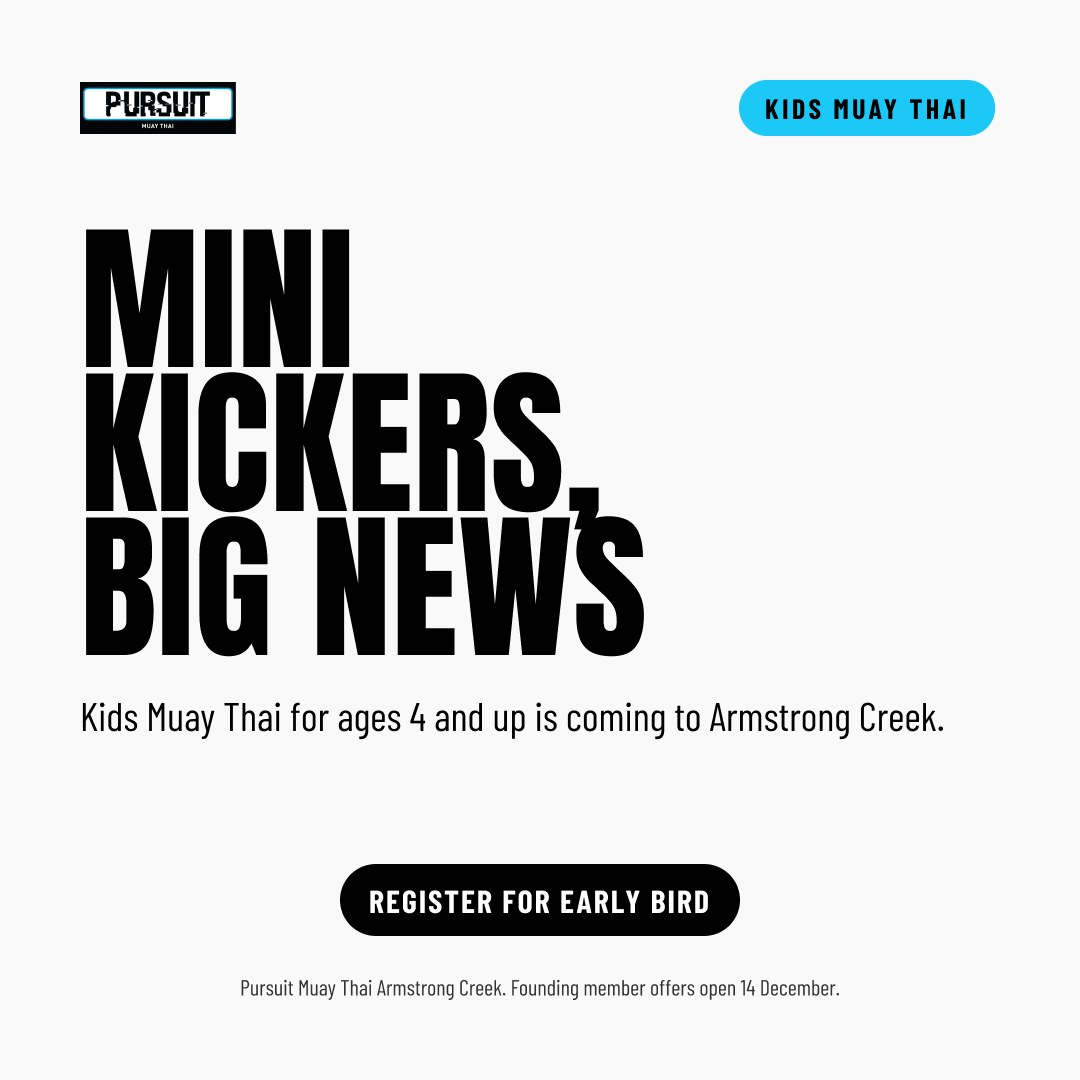 PURSUIT
MUAY THAI
KIDS MUAY THAI
MINI
KICKERS,
BIG NEWS
Kids Muay Thai for ages 4 and up is coming to Armstrong Creek.
REGISTER FOR EARLY BIRD
Pursuit Muay Thai Armstrong Creek. Founding member offers open 14 December.